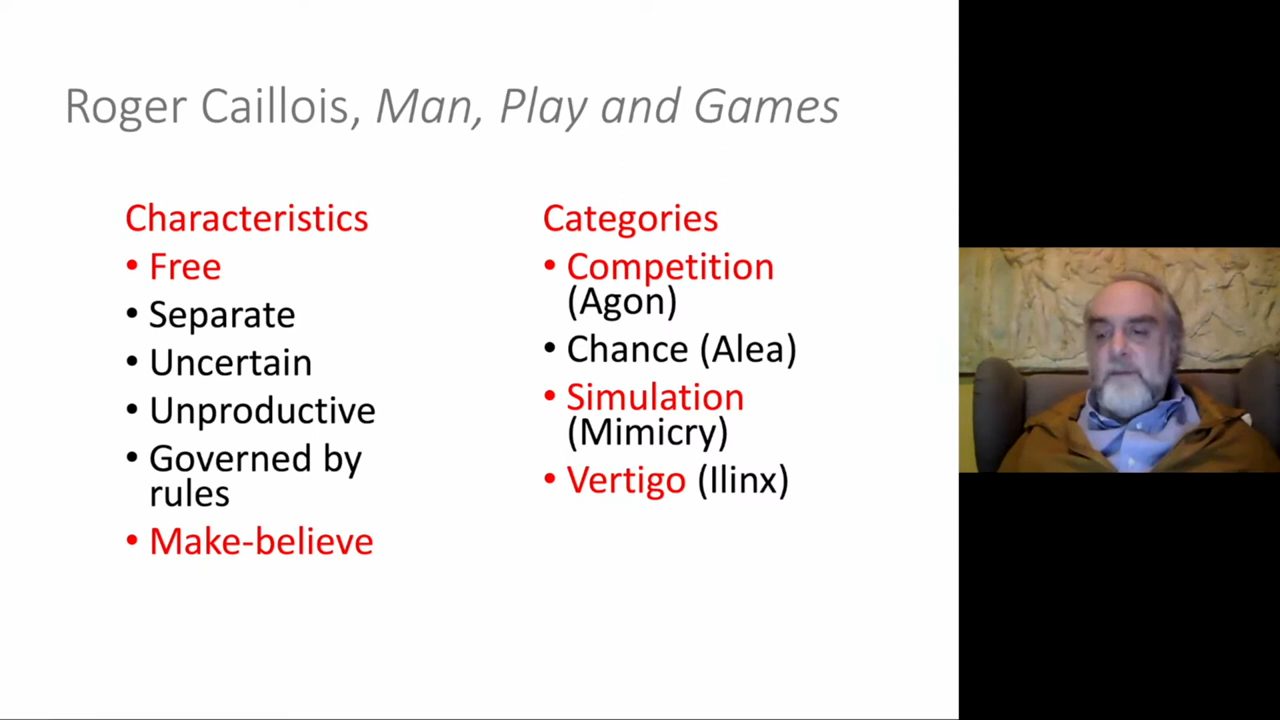 Roger Caillois, Man, Play and Games
Characteristics
• Free
• Separate
• Uncertain
• Unproductive
• Governed by
rules
• Make-believe
Categories
• Competition
(Agon)
• Chance (Alea)
• Simulation
(Mimicry)
• Vertigo (Ilinx)